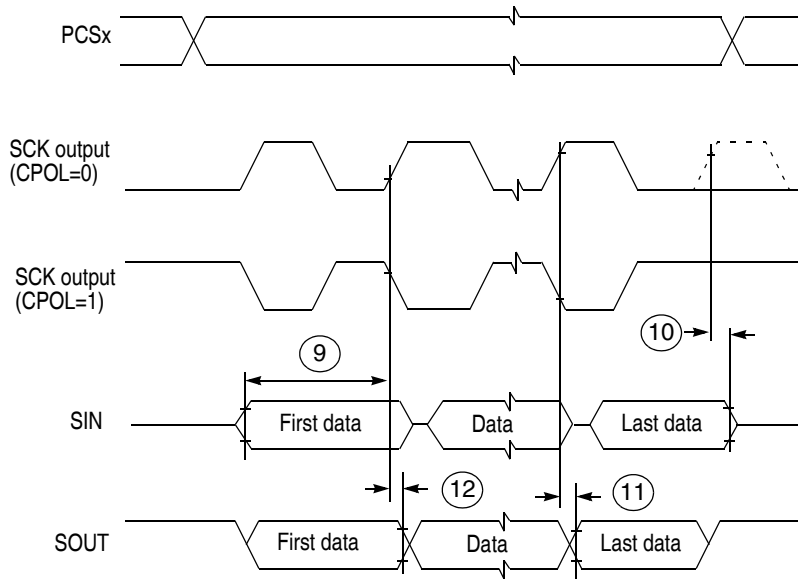 PCSx
SCK output
(CPOL=0)
SCK output
(CPOL=1)
10
9
SIN
First data
Data
Last data
12
11
SOUT
First data
Data
Last data